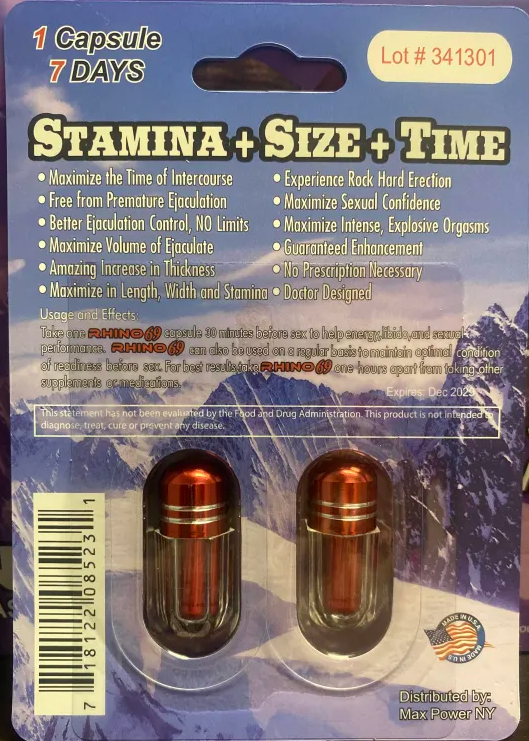 1 Capsule
7 DAYS
Lot # 341301
STAMINA + SIZE + TIME
• Maximize the Time of Intercourse
• Free from Premature Ejaculation
• Better Ejaculation Control, NO Limits
• Maximize Volume of Ejaculate
• Amazing Increase in Thickness
• Maximize in Length, Width and Stamina
• Experience Rock Hard Erection
• Maximize Sexual Confidence
• Maximize Intense, Explosive Orgasms
• Guaranteed Enhancement
• No Prescription Necessary
• Doctor Designed
Usage and Effects:
Take one RHINO 69 capsule 30 minutes before sex to help energy,libido,and sexual
performance. RHINO 69 can also be used on a regular basis to maintain optimal condition
of readiness before sex. For best results,take RHINO 69 one-hours apart from taking other
supplements or medications.
Expires: Dec 2029
This statement has not been evaluated by the Food and Drug Administration. This product is not intended to
diagnose, treat, cure or prevent any disease.
7 18122 08523 1
MADE IN U.S.A
MADE IN U.S
Distributed by:
Max Power NY